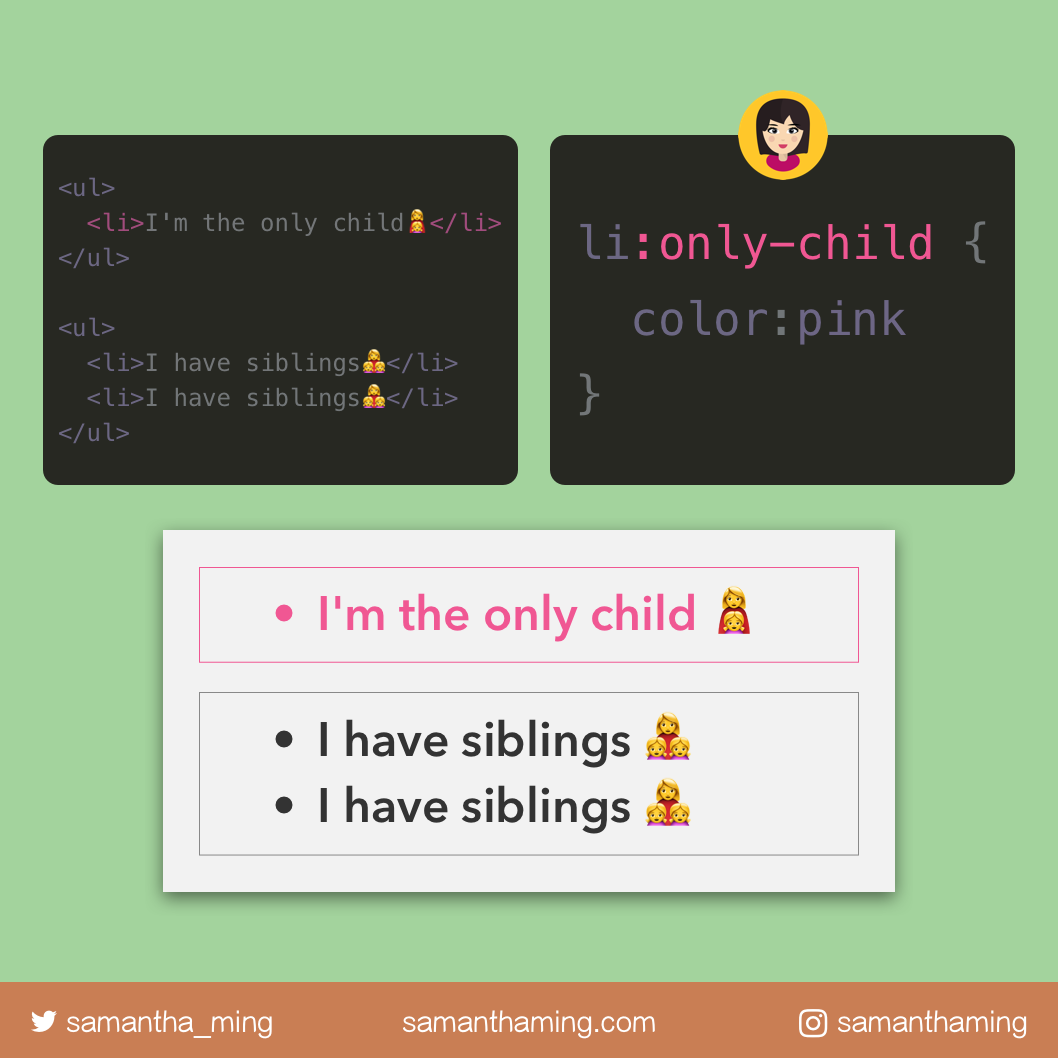 <ul>
  <li>I'm the only child👩‍👧</li>
</ul>

<ul>
  <li>I have siblings👩‍👧‍👧</li>
  <li>I have siblings👩‍👧‍👧</li>
</ul>
li:only-child {
  color:pink
}
• I'm the only child 👩‍👧
• I have siblings 👩‍👧‍👧
• I have siblings 👩‍👧‍👧
samantha_ming
samanthaming.com
samanthaming